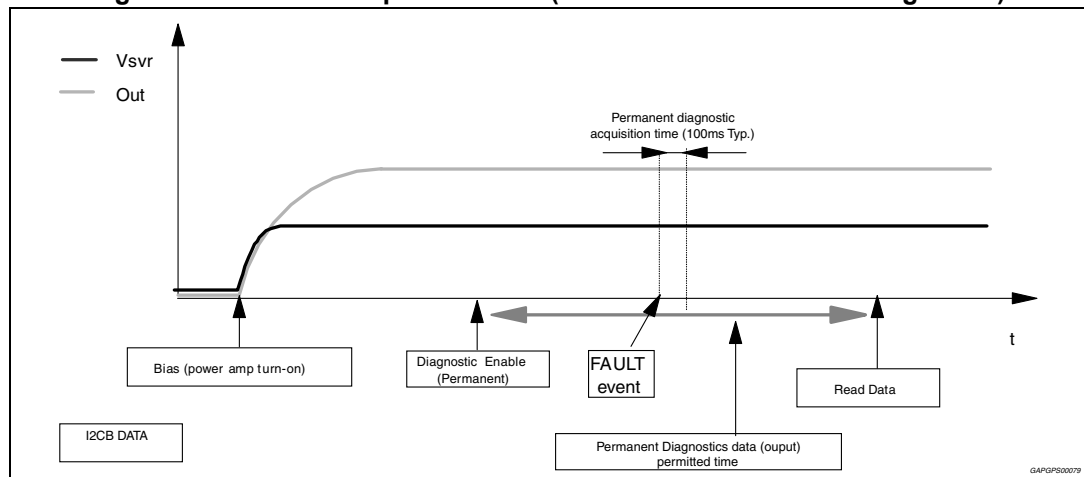 Vsvr
Out
Permanent diagnostic
acquisition time (100ms Typ.)
t
Bias (power amp turn-on)
Diagnostic Enable
(Permanent)
FAULT
event
Read Data
I2CB DATA
Permanent Diagnostics data (ouput)
permitted time
GAPGPS00079